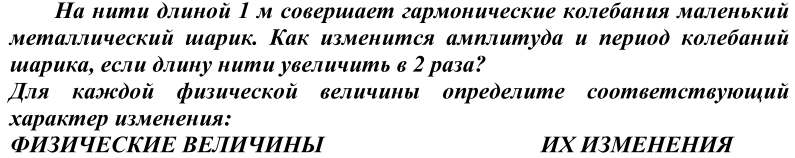 На нити длиной 1 м совершает гармонические колебания маленький
металлический шарик. Как изменится амплитуда и период колебаний
шарика, если длину нити увеличить в 2 раза?
Для каждой физической величины определите соответствующий
характер изменения:
ФИЗИЧЕСКИЕ ВЕЛИЧИНЫ ИХ ИЗМЕНЕНИЯ